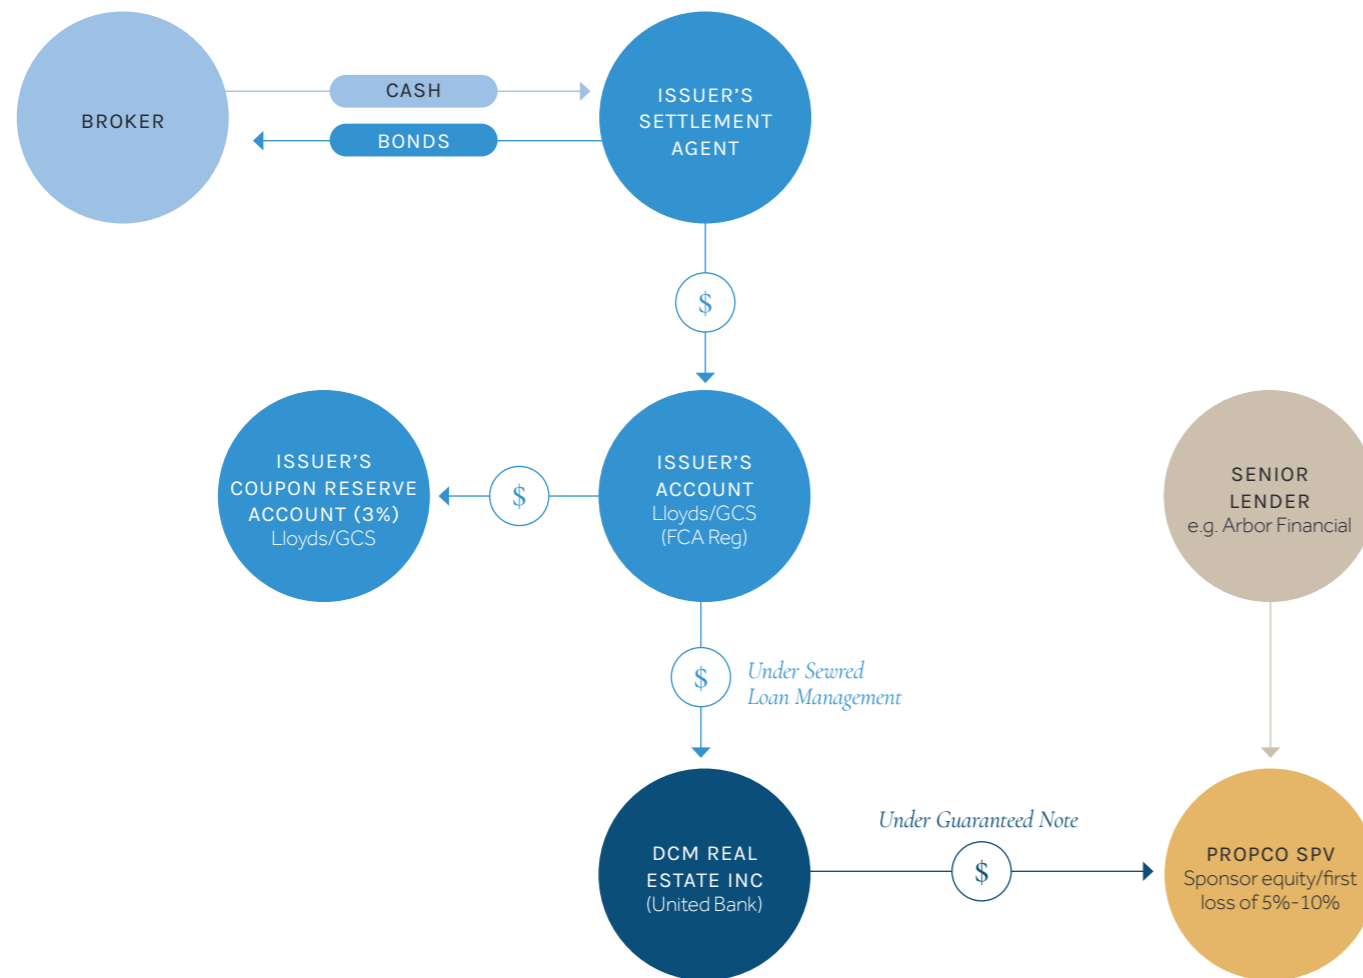 CASH
BROKER
BONDS
ISSUER’S
SETTLEMENT
AGENT
$
ISSUER’S
COUPON RESERVE
ACCOUNT (3%)
Lloyds/GCS
$
ISSUER’S
ACCOUNT
Lloyds/GCS
(FCA Reg)
SENIOR
LENDER
e.g. Arbor Financial
$
Under Sewred
Loan Management
DCM REAL
ESTATE INC
(United Bank)
Under Guaranteed Note
$
PROPCO SPV
Sponsor equity/first
loss of 5%-10%